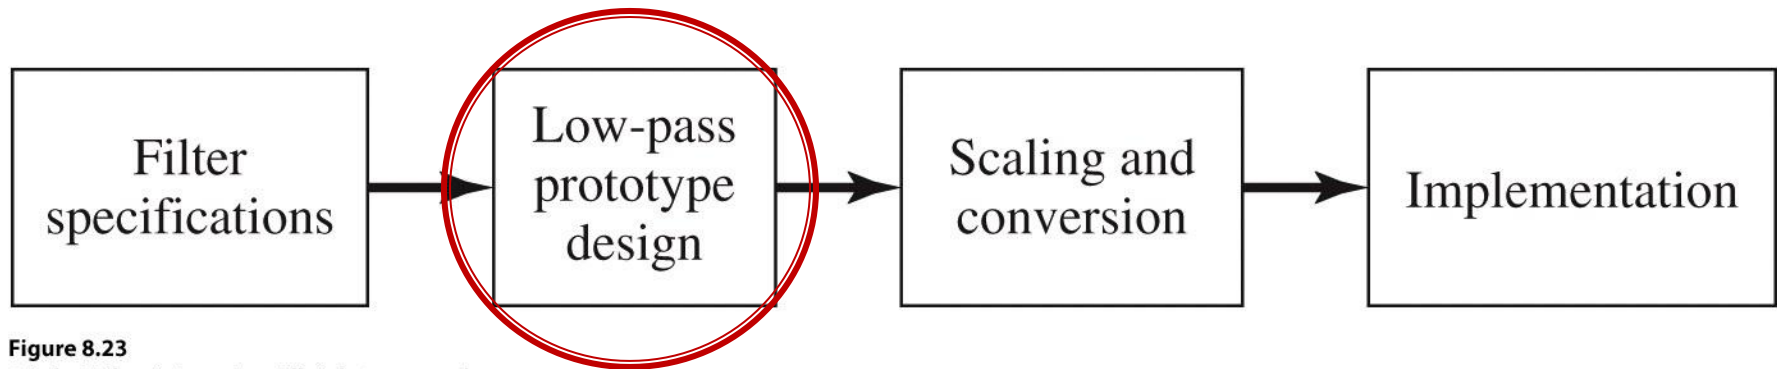 Filter
specifications
Low-pass
prototype
design
Scaling and
conversion
Implementation
Figure 8.23